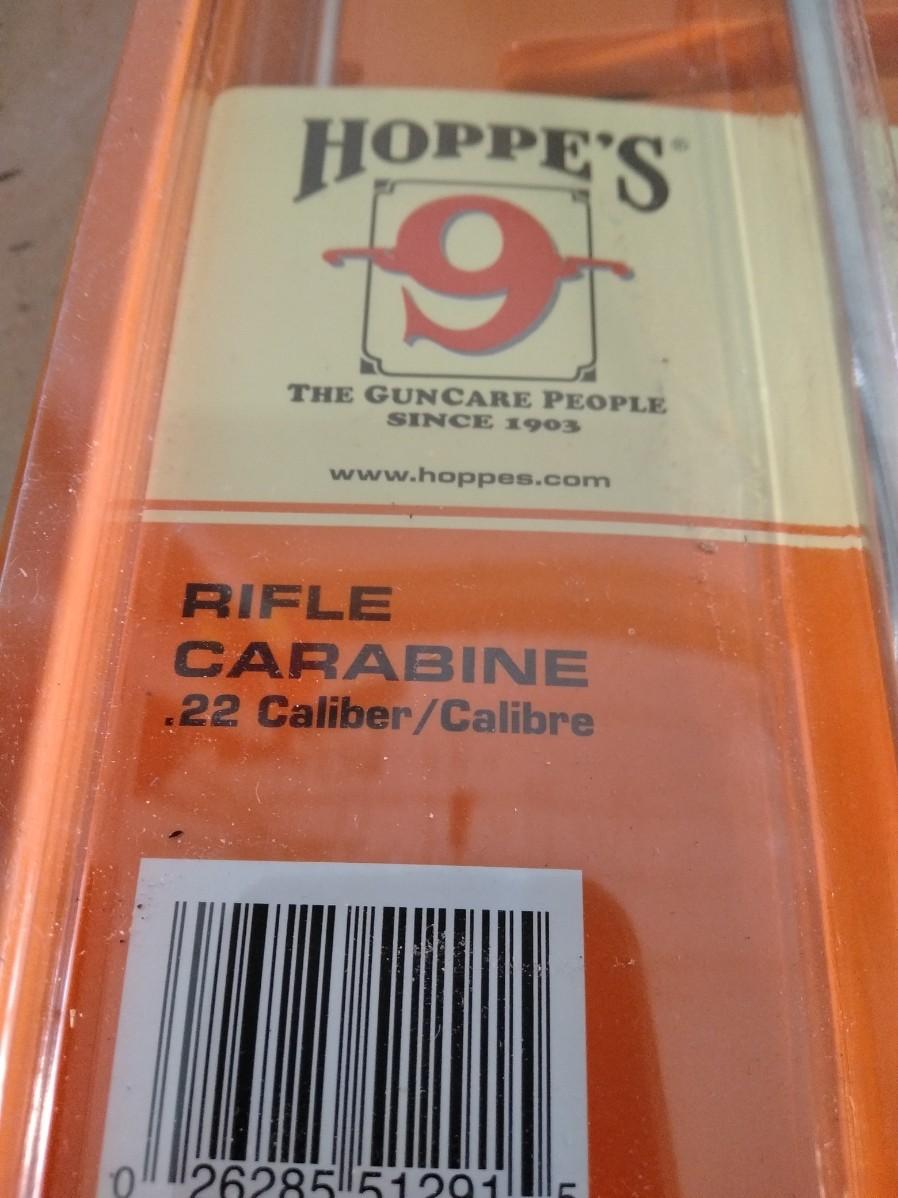 HOPPE'S®
9
THE GUNCARE PEOPLE
SINCE 1903
www.hoppes.com
RIFLE
CARABINE
.22 Caliber/Calibre
0 26285 51291 5